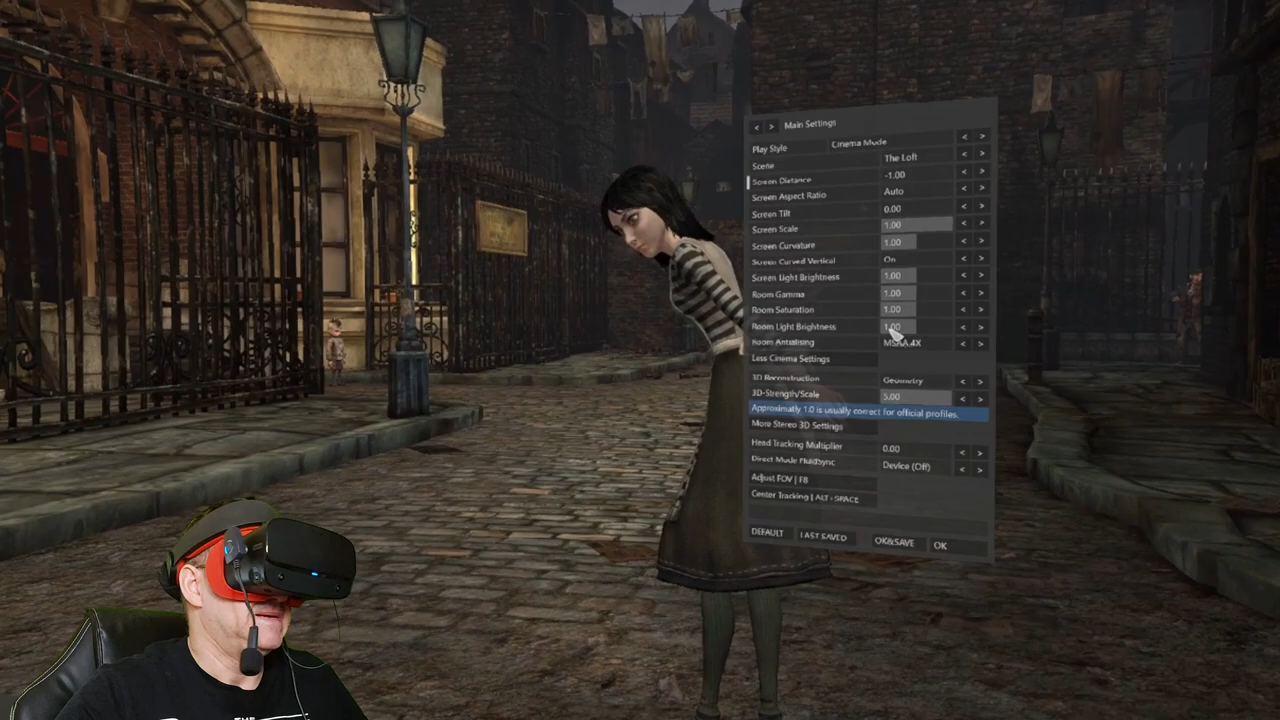 < > Main Settings
Play Style Cinema Mode < >
Scene The Loft < >
Screen Distance -1.00 < >
Screen Aspect Ratio Auto < >
Screen Tilt 0.00 < >
Screen Scale 1.00 < >
Screen Curvature 1.00 < >
Screen Curved Vertical On < >
Screen Light Brightness 1.00 < >
Room Gamma 1.00 < >
Room Saturation 1.00 < >
Room Light Brightness 1.00 < >
Room Antialising MSAA 4X < >
Less Cinema Settings
3D Reconstruction Geometry < >
3D-Strength/Scale 5.00 < >
Approximatly 1.0 is usually correct for official profiles.
More Stereo 3D Settings
Head Tracking Multiplier 0.00 < >
Direct Mode FluidSync Device (Off) < >
Adjust FOV | F8
Center Tracking | ALT+SPACE
DEFAULT LAST SAVED OK&SAVE OK
THE